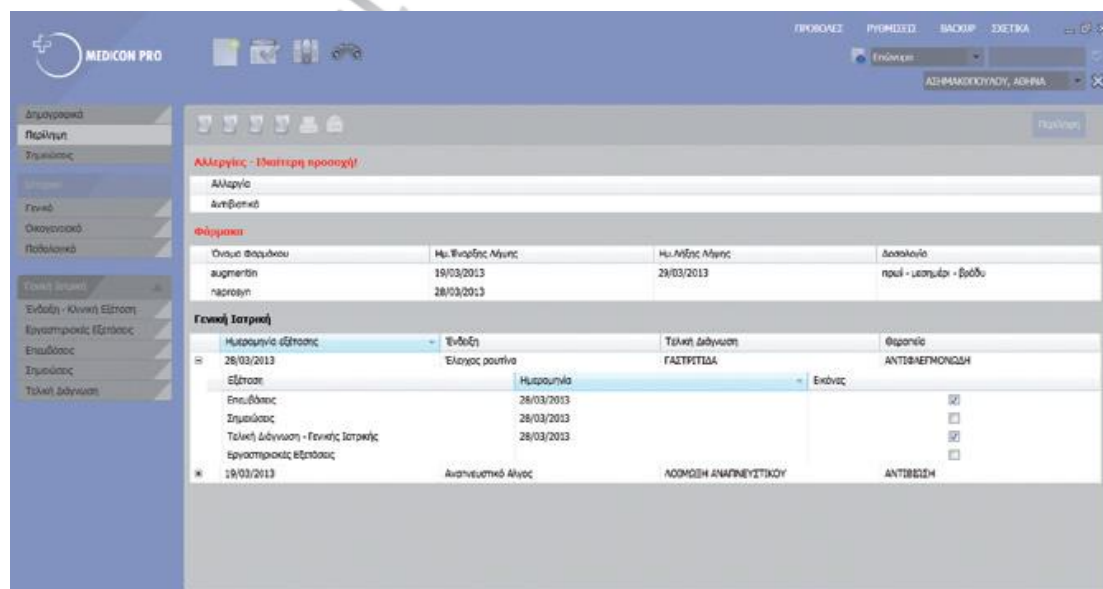 ΠΡΟΒΟΛΕΣ ΡΥΘΜΙΣΕΙΣ BACKUP ΣΧΕΤΙΚΑ
MEDICON PRO
Επώνυμο
ΑΣΗΜΑΚΟΠΟΥΛΟΥ, ΑΘΗΝΑ
Δημογραφικά
Περίληψη
Σημειώσεις
Ιστορικό
Γενικό
Οικογενειακό
Παθολογικό
Γενική Ιατρική
Ένδειξη - Κλινική Εξέταση
Εργαστηριακές Εξετάσεις
Επεμβάσεις
Σημειώσεις
Τελική Διάγνωση
Περίληψη
Αλλεργίες - Ιδιαίτερη προσοχή!
Αλλεργία
Αντιβιοτικό
Φάρμακα
Όνομα Φαρμάκου Ημ.Έναρξης Λήψης Ημ.Λήξης Λήψης Δοσολογία
augmentin 19/03/2013 29/03/2013 πρωί - μεσημέρι - βράδυ
naprosyn 28/03/2013
Γενική Ιατρική
Ημερομηνία εξέτασης Ένδειξη Τελική Διάγνωση Θεραπεία
28/03/2013 Έλεγχος ρουτίνα ΓΑΣΤΡΙΤΙΔΑ ΑΝΤΙΦΛΕΓΜΟΝΩΔΗ
Εξέταση Ημερομηνία Εικόνες
Επεμβάσεις 28/03/2013
Σημειώσεις 28/03/2013
Τελική Διάγνωση - Γενικής Ιατρικής 28/03/2013
Εργαστηριακές Εξετάσεις
19/03/2013 Αναπνευστικό Άλγος ΛΟΙΜΩΞΗ ΑΝΑΠΝΕΥΣΤΙΚΟΥ ΑΝΤΙΒΙΩΣΗ